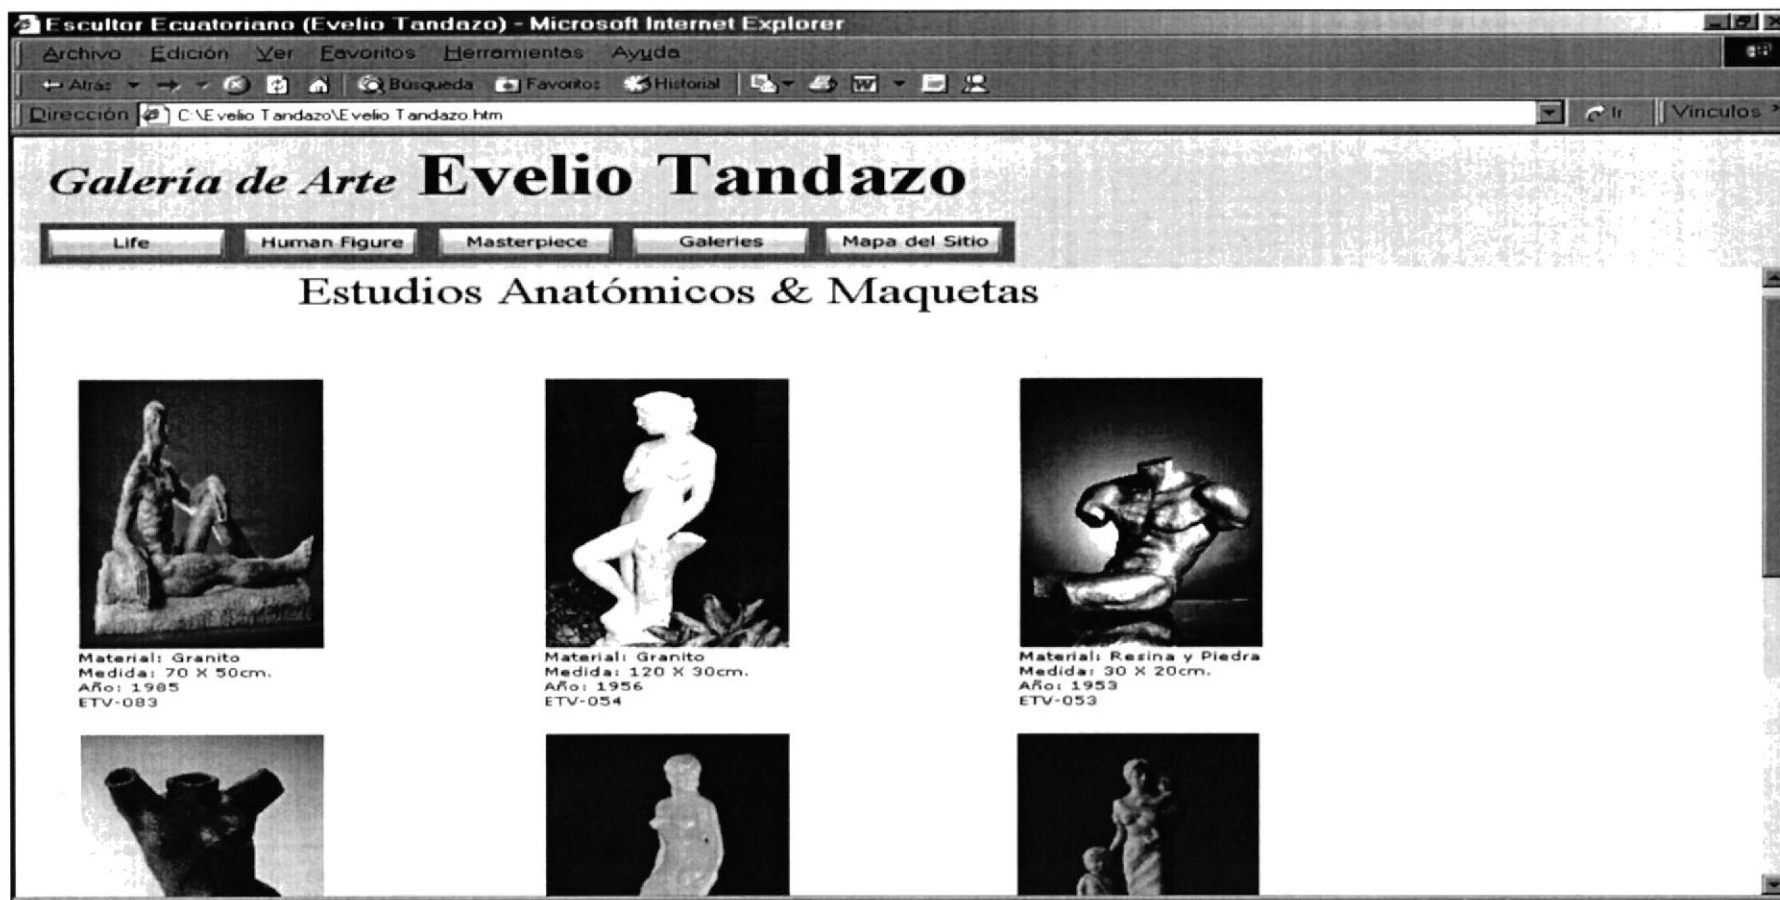 Escultor Ecuatoriano (Evelio Tandazo) - Microsoft Internet Explorer
Archivo Edición Ver Favoritos Herramientas Ayuda
Atrás Búsqueda Favoritos Historial
Dirección C:\Evelio Tandazo\Evelio Tandazo.htm Ir Vínculos »
Galería de Arte Evelio Tandazo
Life Human Figure Masterpiece Galeries Mapa del Sitio
Estudios Anatómicos & Maquetas
Material: Granito
Medida: 70 X 50cm.
Año: 1985
ETV-083
Material: Granito
Medida: 120 X 30cm.
Año: 1956
ETV-054
Material: Resina y Piedra
Medida: 30 X 20cm.
Año: 1953
ETV-053